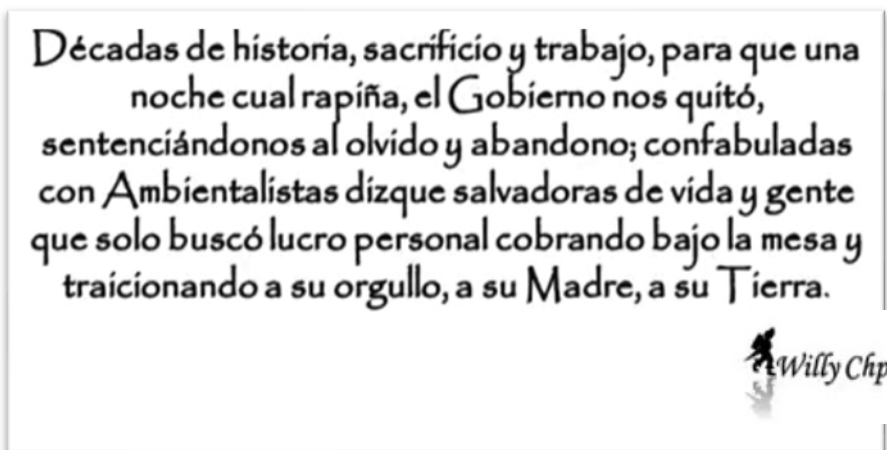 Décadas de historia, sacrificio y trabajo, para que una
noche cual rapiña, el Gobierno nos quitó,
sentenciándonos al olvido y abandono; confabuladas
con Ambientalistas dizque salvadoras de vida y gente
que solo buscó lucro personal cobrando bajo la mesa y
traicionando a su orgullo, a su Madre, a su Tierra.
Willy Chp